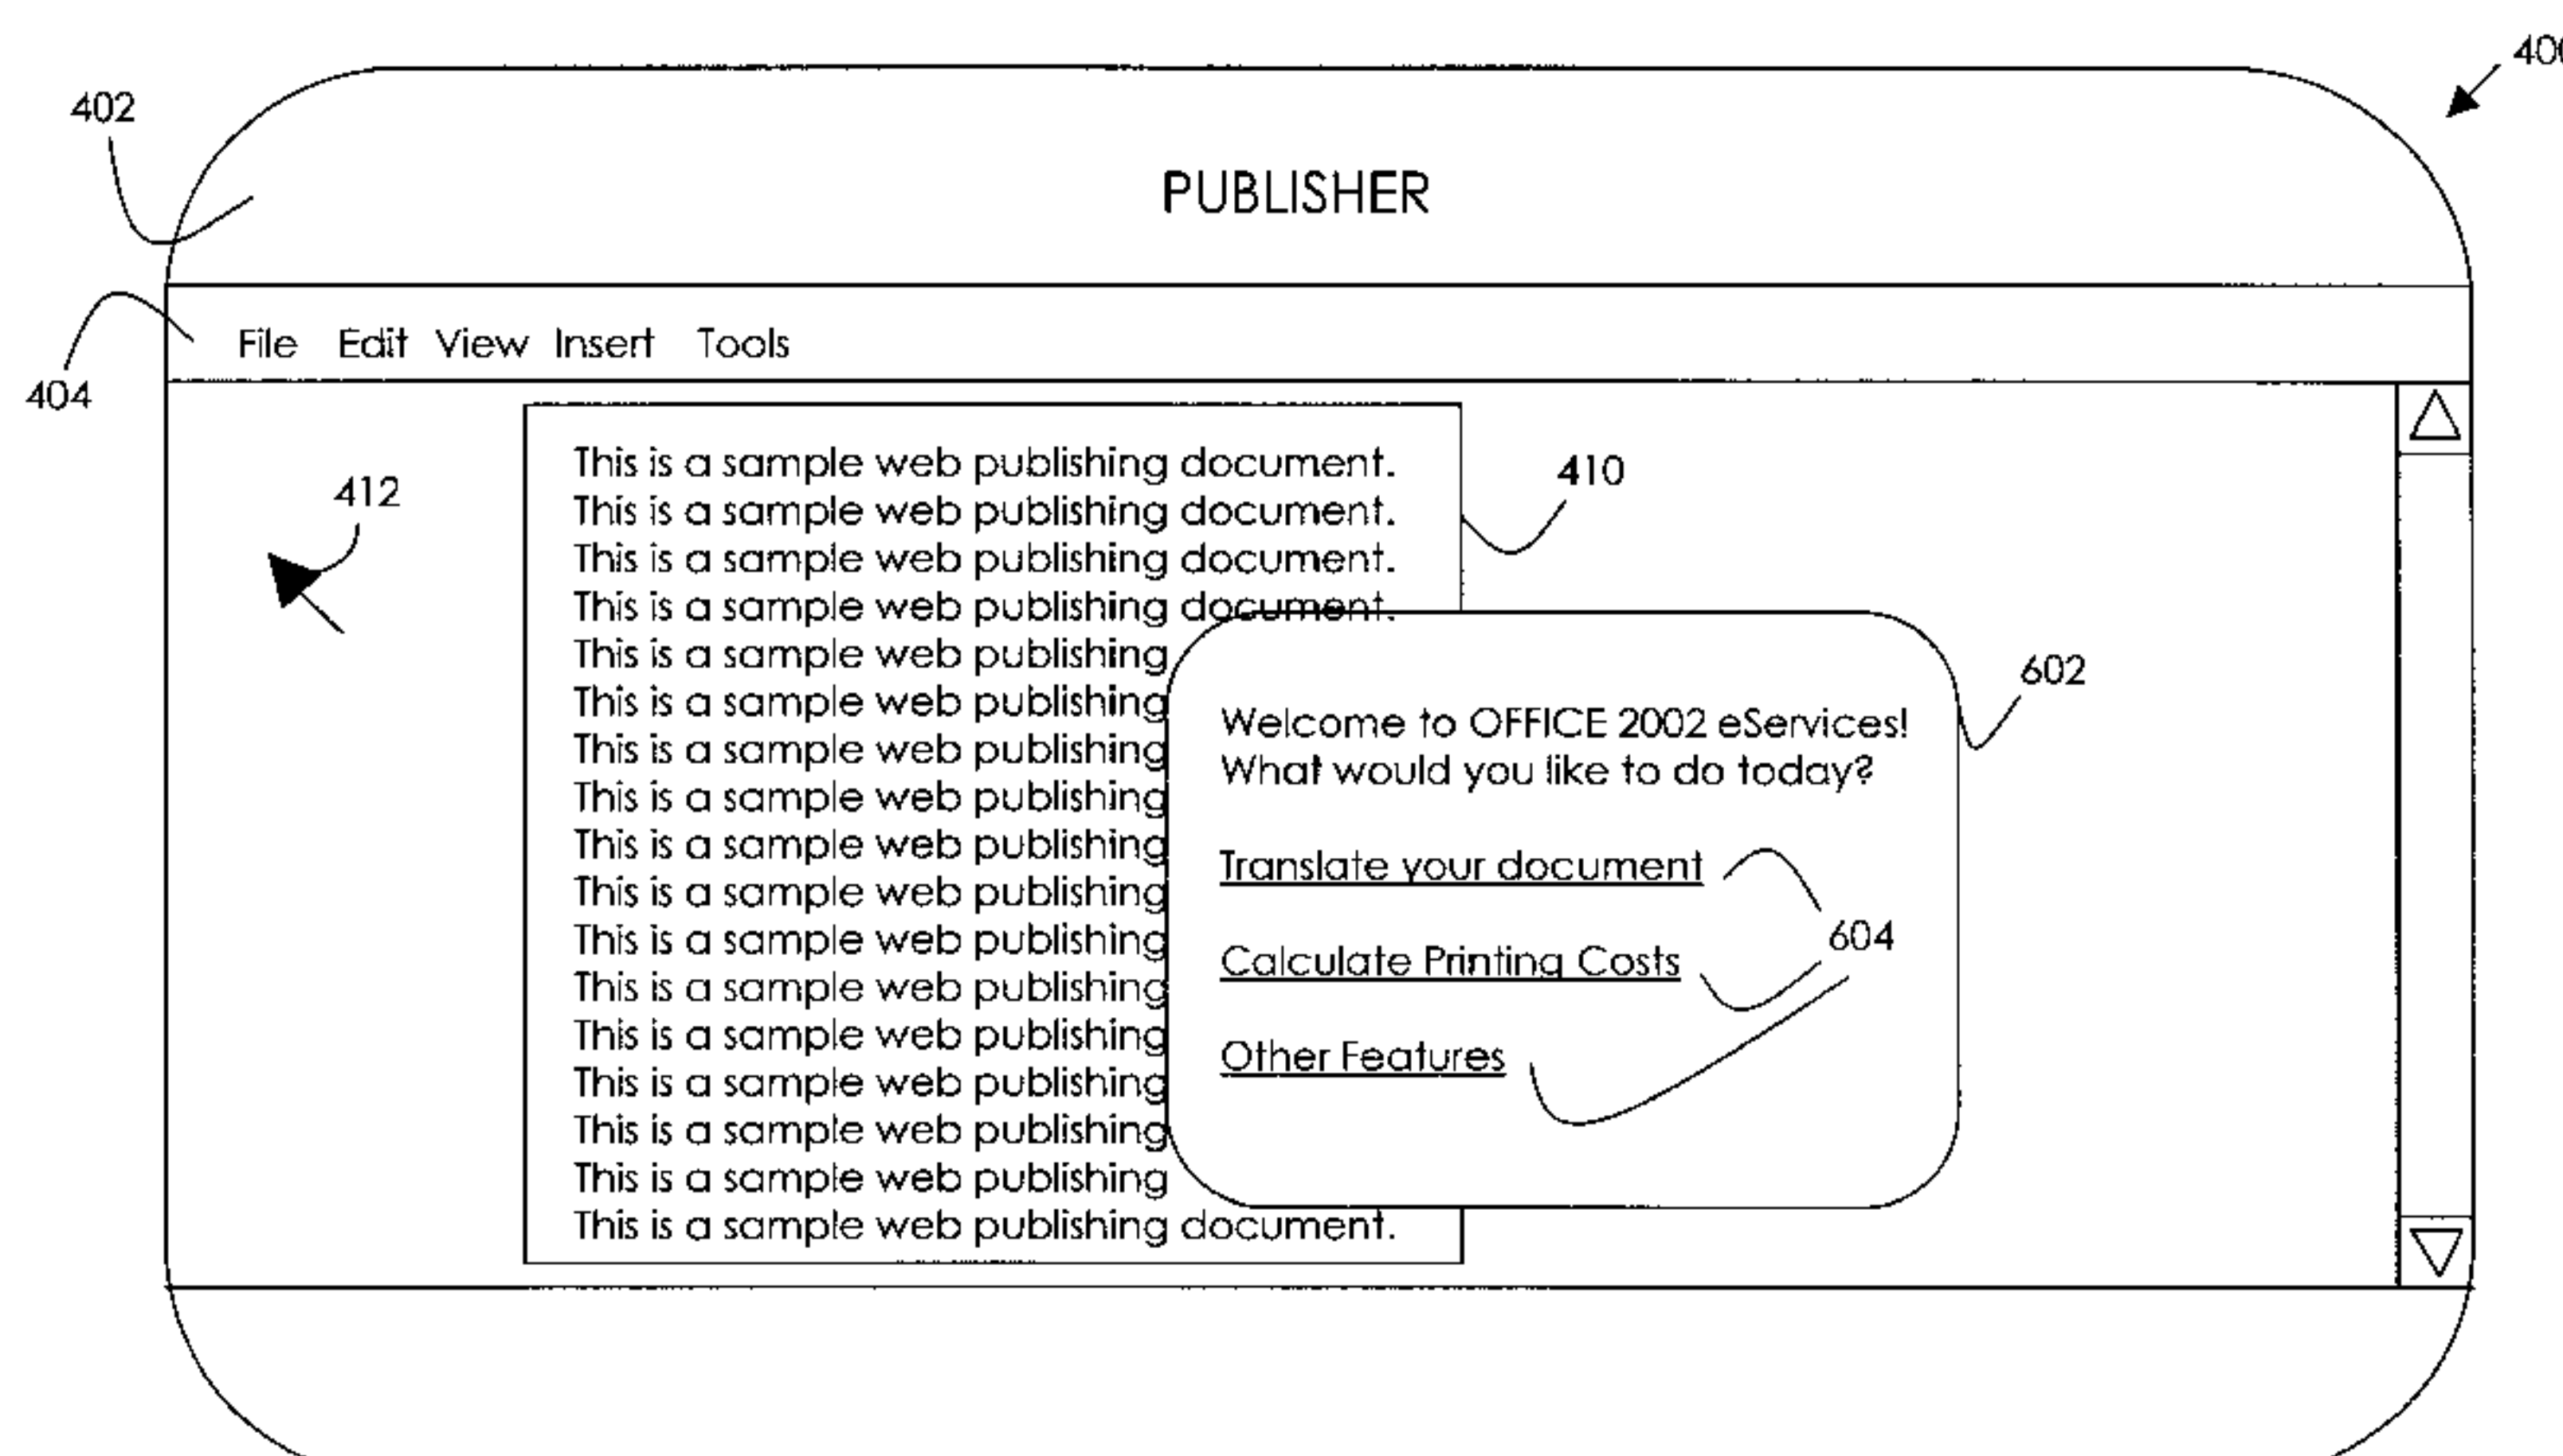 400
402
PUBLISHER
File Edit View Insert Tools
404
This is a sample web publishing document.
410
412
This is a sample web publishing document.
This is a sample web publishing document.
This is a sample web publishing document.
This is a sample web publishing
602
This is a sample web publishing
Welcome to OFFICE 2002 eServices!
This is a sample web publishing
What would you like to do today?
This is a sample web publishing
This is a sample web publishing
Translate your document
This is a sample web publishing
This is a sample web publishing
604
Calculate Printing Costs
This is a sample web publishing
This is a sample web publishing
Other Features
This is a sample web publishing
This is a sample web publishing
This is a sample web publishing
This is a sample web publishing document.